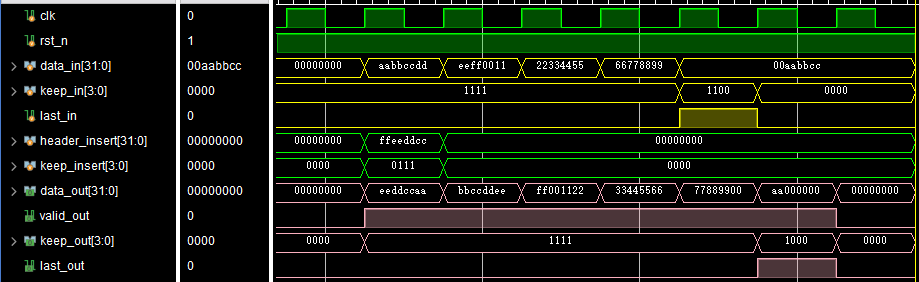 clk 0
rst_n 1
data_in[31:0] 00aabbcc 00000000 aabbccdd eeff0011 22334455 66778899 00aabbcc
keep_in[3:0] 0000 1111 1100 0000
last_in 0
header_insert[31:0] 00000000 00000000 ffeeddcc 00000000
keep_insert[3:0] 0000 0000 0111 0000
data_out[31:0] 00000000 00000000 eeddccaa bbccddee ff001122 33445566 77889900 aa000000 00000000
valid_out 0
keep_out[3:0] 0000 0000 1111 1000 0000
last_out 0